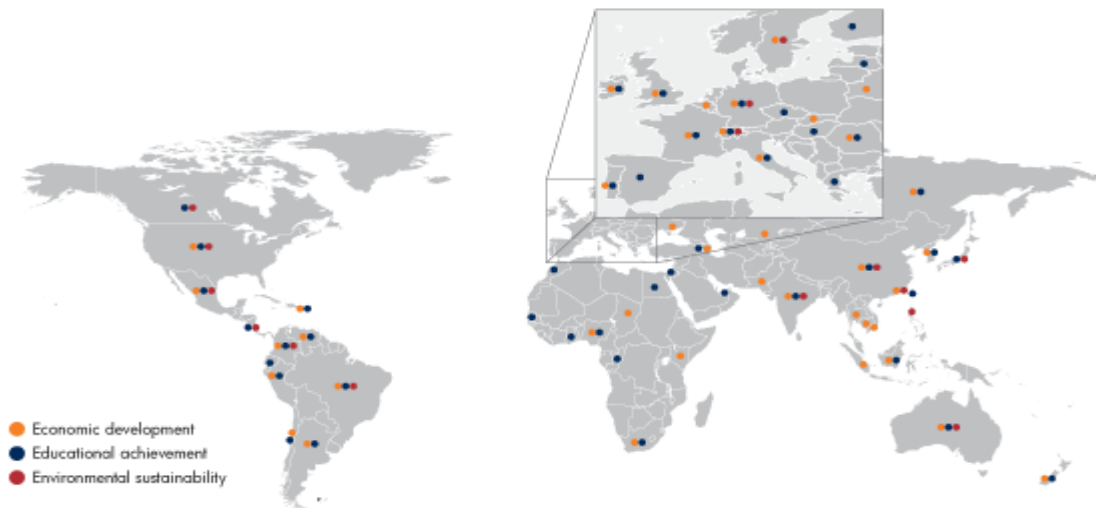 Economic development
Educational achievement
Environmental sustainability